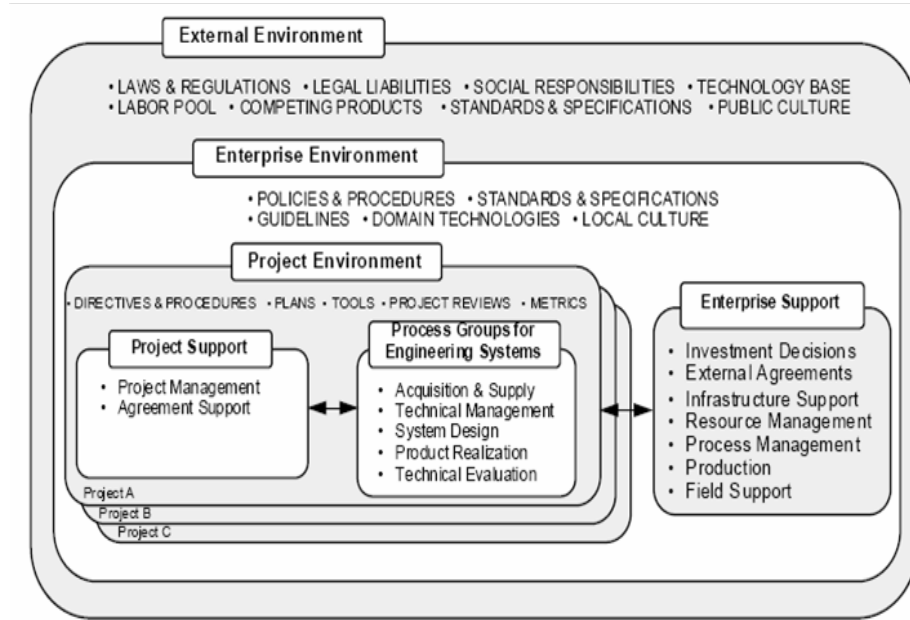 External Environment
• LAWS & REGULATIONS • LEGAL LIABILITIES • SOCIAL RESPONSIBILITIES • TECHNOLOGY BASE
• LABOR POOL • COMPETING PRODUCTS • STANDARDS & SPECIFICATIONS • PUBLIC CULTURE
Enterprise Environment
• POLICIES & PROCEDURES • STANDARDS & SPECIFICATIONS
• GUIDELINES • DOMAIN TECHNOLOGIES • LOCAL CULTURE
Project Environment
• DIRECTIVES & PROCEDURES • PLANS • TOOLS • PROJECT REVIEWS • METRICS
Project Support
• Project Management
• Agreement Support
Process Groups for
Engineering Systems
• Acquisition & Supply
• Technical Management
• System Design
• Product Realization
• Technical Evaluation
Project A
Project B
Project C
Enterprise Support
• Investment Decisions
• External Agreements
• Infrastructure Support
• Resource Management
• Process Management
• Production
• Field Support